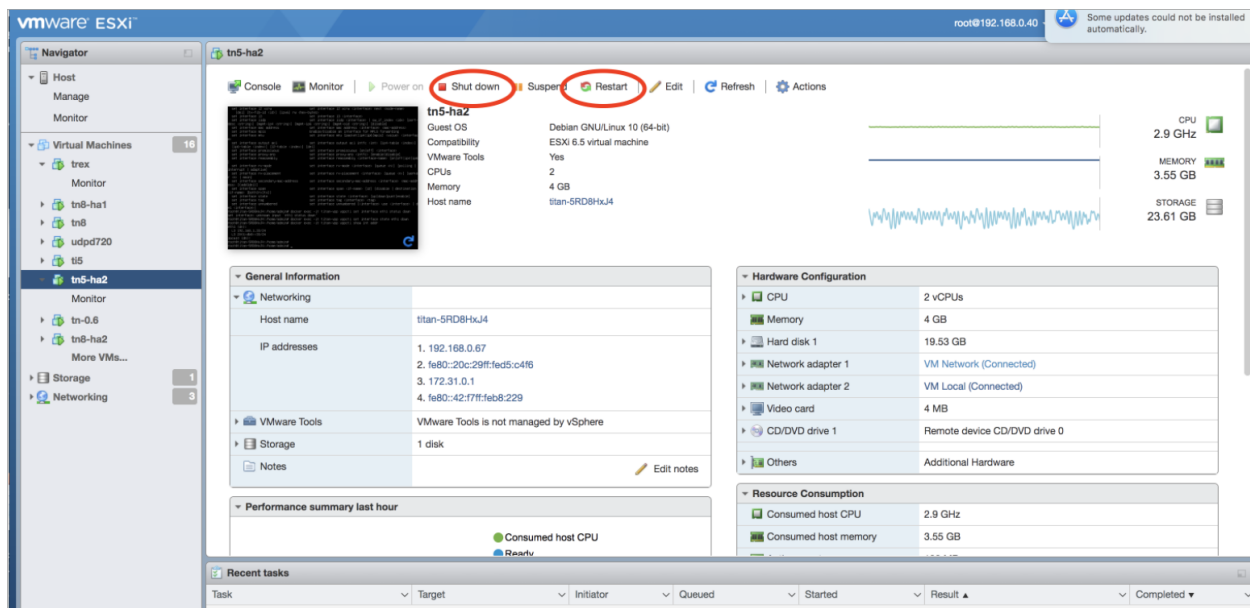 vmware ESXi
root@192.168.0.40
Some updates could not be installed
automatically.
Navigator
Host
Manage
Monitor
Virtual Machines
16
trex
Monitor
tn8-ha1
tn8
udpd720
ti5
tn5-ha2
Monitor
tn-0.6
tn8-ha2
More VMs...
Storage
1
Networking
3
tn5-ha2
Console Monitor Power on Shut down Suspend Restart Edit Refresh Actions
tn5-ha2
Guest OS Debian GNU/Linux 10 (64-bit)
Compatibility ESXi 6.5 virtual machine
VMware Tools Yes
CPUs 2
Memory 4 GB
Host name titan-5RD8HxJ4
CPU
2.9 GHz
MEMORY
3.55 GB
STORAGE
23.61 GB
General Information
Networking
Host name titan-5RD8HxJ4
IP addresses 1. 192.168.0.67
2. fe80::20c:29ff:fed5:c4f6
3. 172.31.0.1
4. fe80::42:f7ff:feb8:229
VMware Tools VMware Tools is not managed by vSphere
Storage 1 disk
Notes Edit notes
Performance summary last hour
Consumed host CPU
Ready
Hardware Configuration
CPU 2 vCPUs
Memory 4 GB
Hard disk 1 19.53 GB
Network adapter 1 VM Network (Connected)
Network adapter 2 VM Local (Connected)
Video card 4 MB
CD/DVD drive 1 Remote device CD/DVD drive 0
Others Additional Hardware
Resource Consumption
Consumed host CPU 2.9 GHz
Consumed host memory 3.55 GB
Recent tasks
Task Target Initiator Queued Started Result Completed